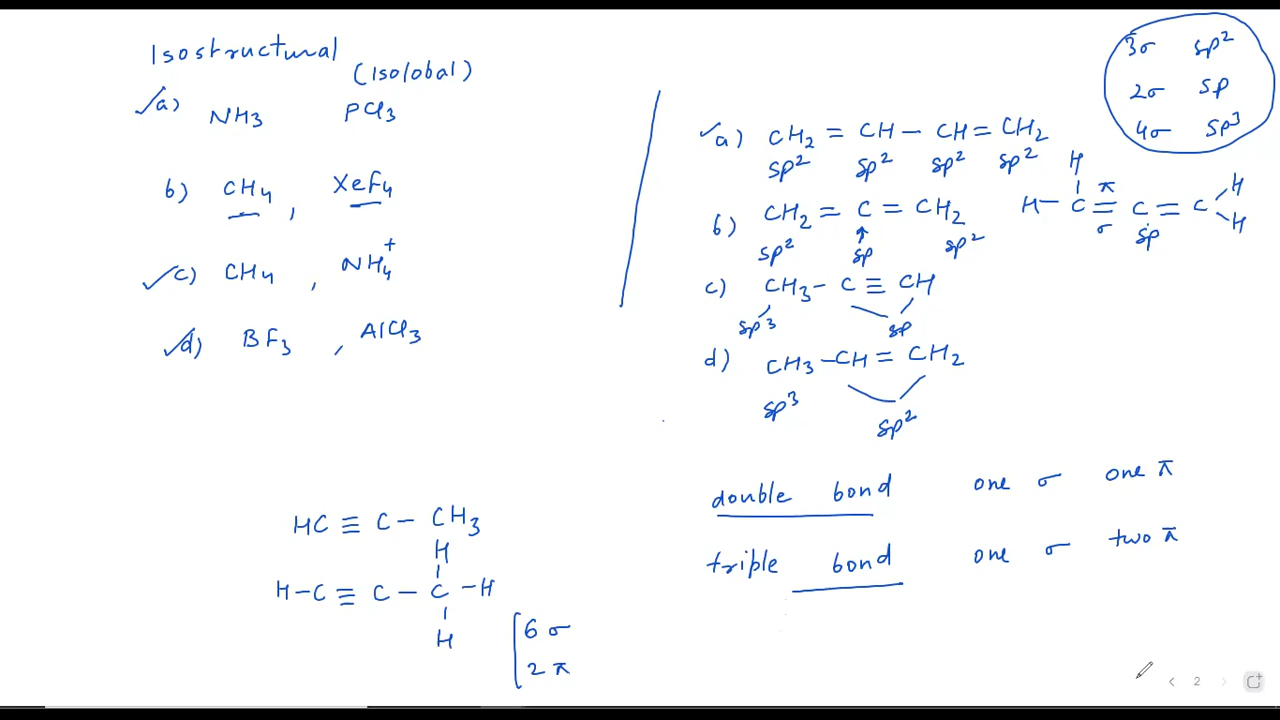 Isostructural
(Isolobal)
✓a) NH3 PCl3
b) CH4 , XeF4
✓c) CH4 , NH4+
✓d) BF3 , AlCl3
HC ≡ C − CH3
H
H−C ≡ C − C −H
H
6 σ
2 π
3σ sp²
2σ sp
4σ sp³
✓a) CH2 = CH − CH = CH2
sp² sp² sp² sp²
b) CH2 = C = CH2
sp² sp sp²
H
π
H−C = C = C H
H
σ sp
c) CH3− C ≡ CH
sp3 sp
d) CH3 −CH = CH2
sp3 sp²
double bond one σ one π
triple bond one σ two π
2